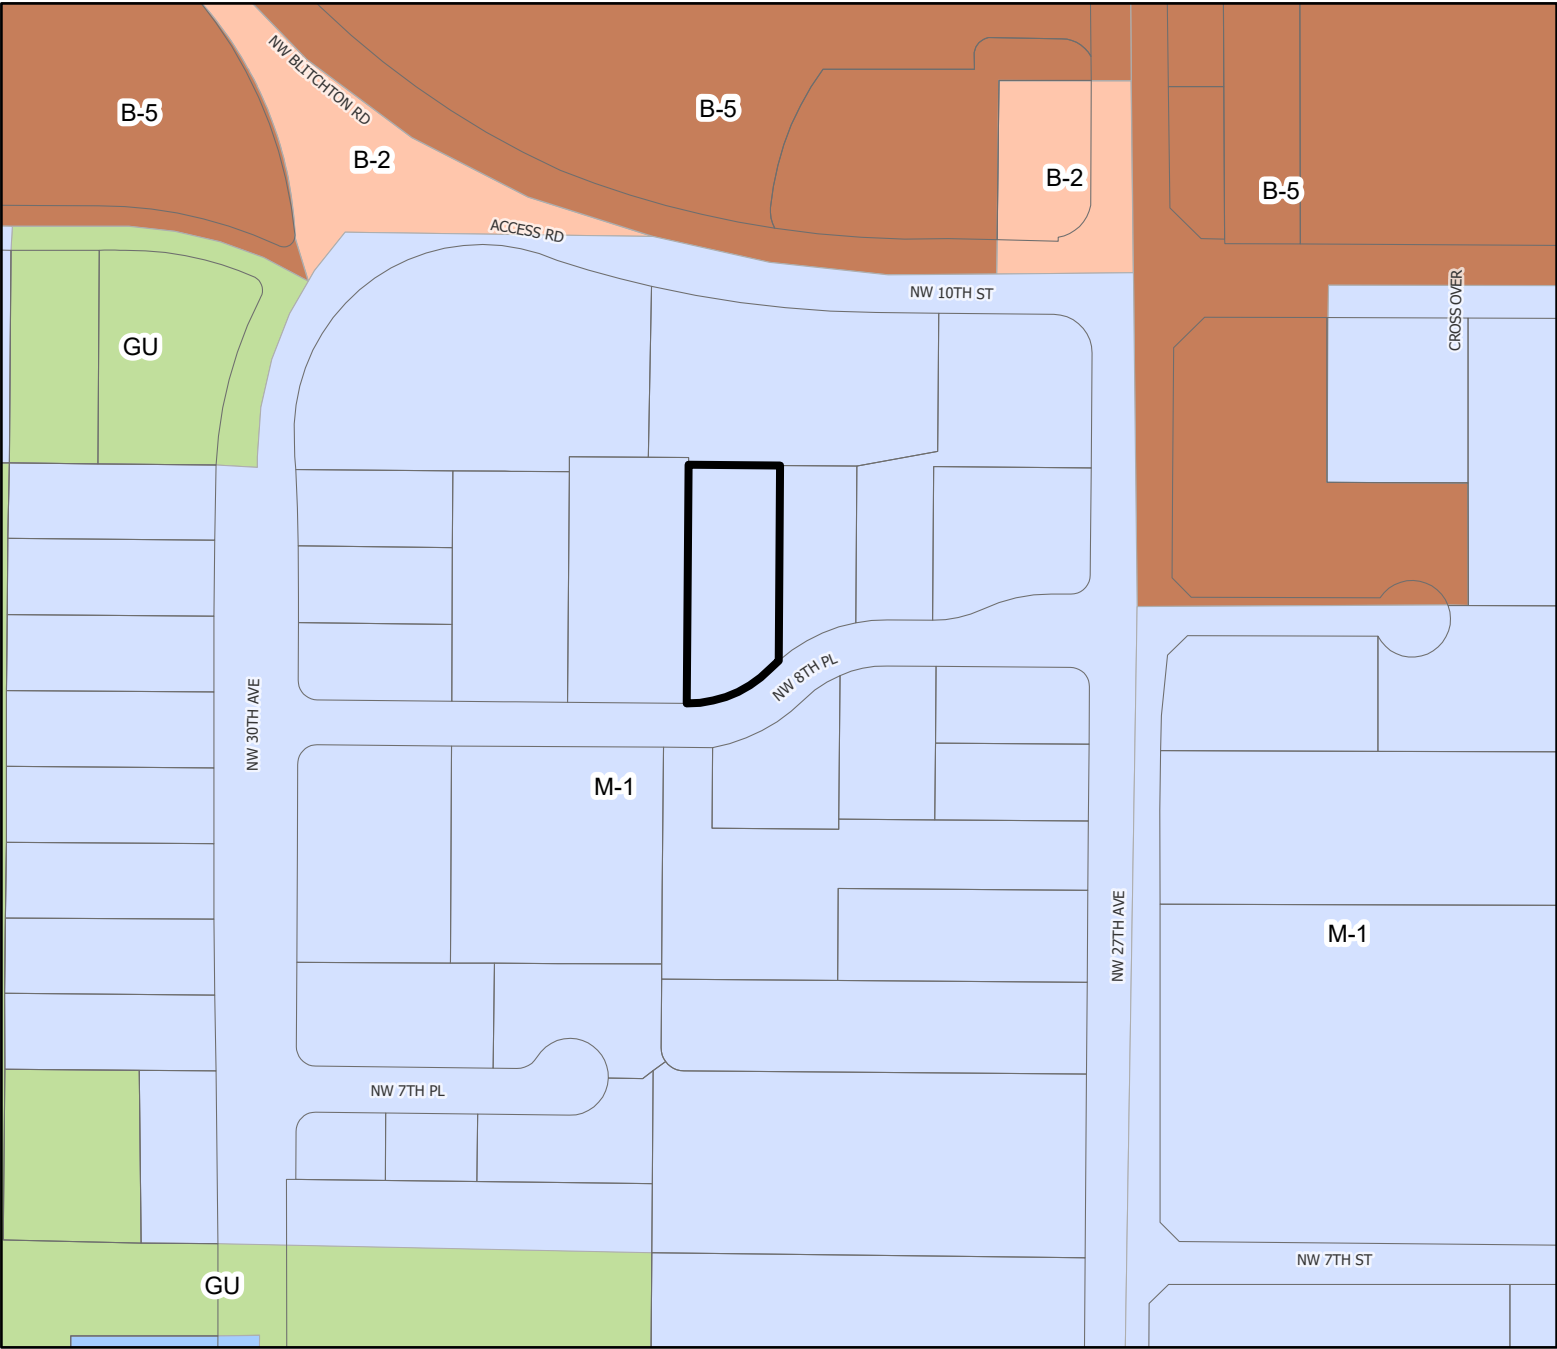 NW BLITCHTON RD
B-5
B-5
B-2
B-2
B-5
ACCESS RD
NW 10TH ST
CROSS OVER
GU
NW 8TH PL
NW 30TH AVE
M-1
NW 27TH AVE
M-1
NW 7TH PL
NW 7TH ST
GU